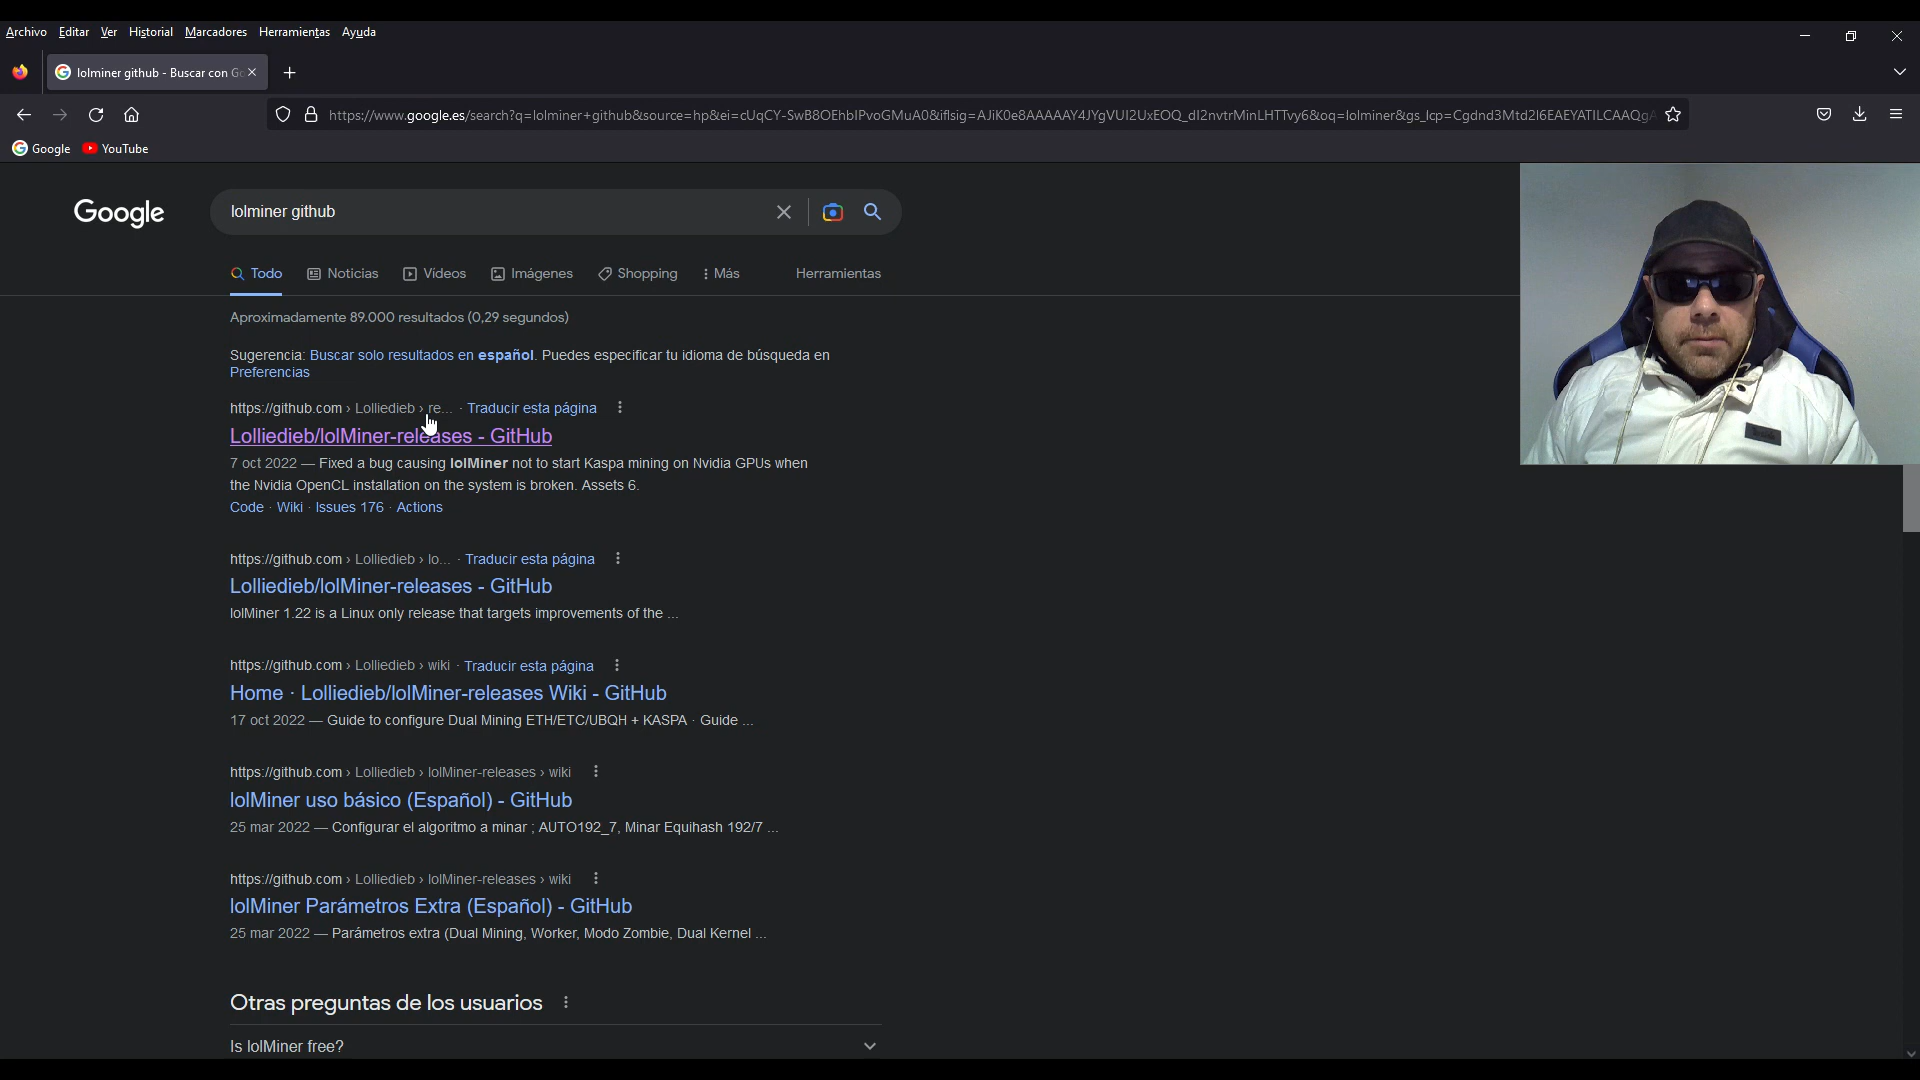 Archivo Editar Ver Historial Marcadores Herramientas Ayuda
lolminer github - Buscar con Go
https://www.google.es/search?q=lolminer+github&source=hp&ei=cUqCY-SwB8OEhbIPvoGMuA0&iflsig=AJiK0e8AAAAAY4JYgVUI2UxEOQ_dI2nvtrMinLHTTvy6&oq=lolminer&gs_lcp=Cgdnd3Mtd2l6EAEYATILCAAQgA
Google YouTube
Google
lolminer github
Todo Noticias Vídeos Imágenes Shopping Más Herramientas
Aproximadamente 89.000 resultados (0,29 segundos)
Sugerencia: Buscar solo resultados en español. Puedes especificar tu idioma de búsqueda en
Preferencias
https://github.com › Lolliedieb › re... · Traducir esta página
Lolliedieb/lolMiner-releases - GitHub
7 oct 2022 — Fixed a bug causing lolMiner not to start Kaspa mining on Nvidia GPUs when
the Nvidia OpenCL installation on the system is broken. Assets 6.
Code · Wiki · Issues 176 · Actions
https://github.com › Lolliedieb › lo... · Traducir esta página
Lolliedieb/lolMiner-releases - GitHub
lolMiner 1.22 is a Linux only release that targets improvements of the ...
https://github.com › Lolliedieb › wiki · Traducir esta página
Home · Lolliedieb/lolMiner-releases Wiki - GitHub
17 oct 2022 — Guide to configure Dual Mining ETH/ETC/UBQH + KASPA · Guide ...
https://github.com › Lolliedieb › lolMiner-releases › wiki
lolMiner uso básico (Español) - GitHub
25 mar 2022 — Configurar el algoritmo a minar ; AUTO192_7, Minar Equihash 192/7 ...
https://github.com › Lolliedieb › lolMiner-releases › wiki
lolMiner Parámetros Extra (Español) - GitHub
25 mar 2022 — Parámetros extra (Dual Mining, Worker, Modo Zombie, Dual Kernel ...
Otras preguntas de los usuarios
Is lolMiner free?